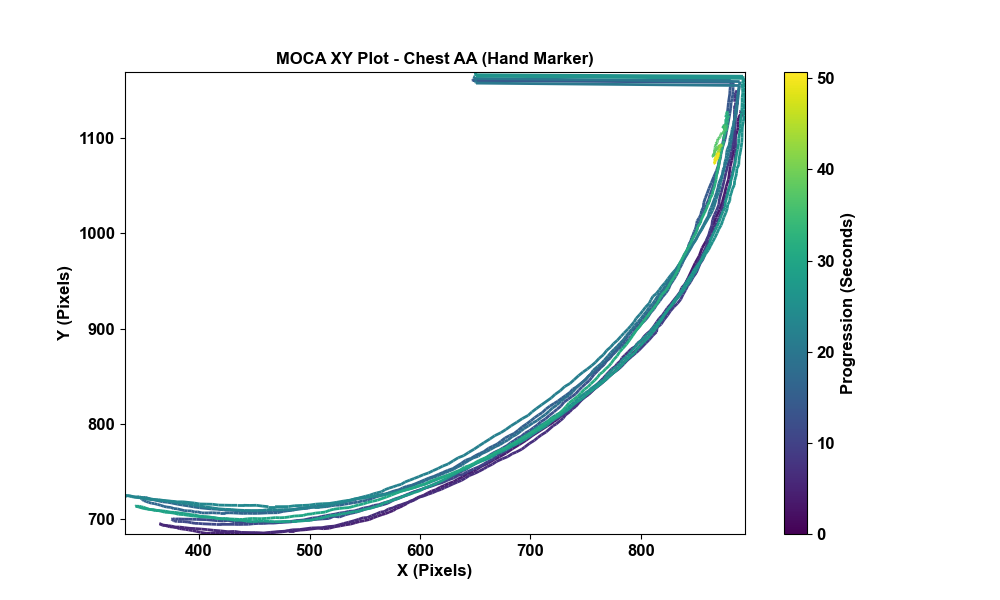 MOCA XY Plot - Chest AA (Hand Marker)
1100
1000
900
800
700
Y (Pixels)
400 500 600 700 800
X (Pixels)
50
40
30
20
10
0
Progression (Seconds)